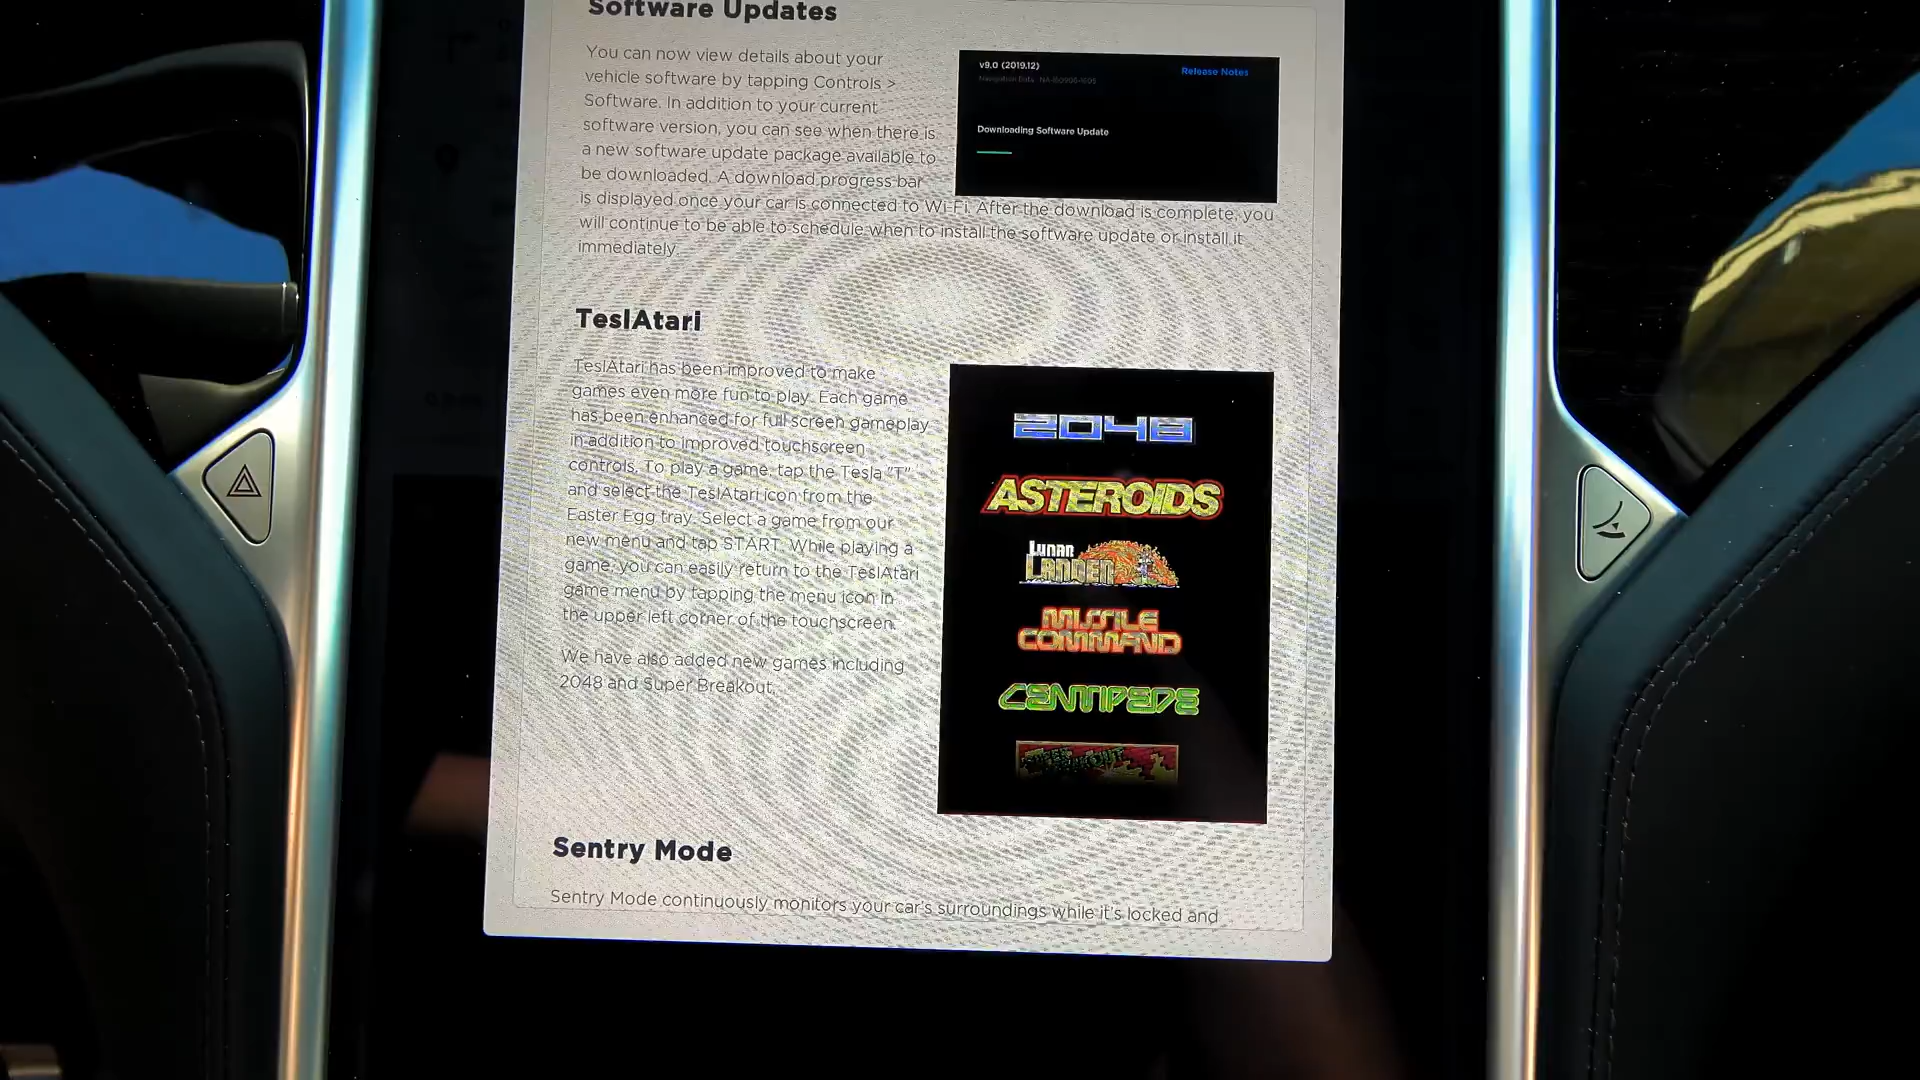 Software Updates
You can now view details about your
vehicle software by tapping Controls >
Software. In addition to your current
software version, you can see when there is
a new software update package available to
be downloaded. A download progress bar
is displayed once your car is connected to Wi-Fi. After the download is complete, you
will continue to be able to schedule when to install the software update or install it
immediately.
v9.0 (2019.12)
Release Notes
Downloading Software Update
TeslAtari
TeslAtari has been improved to make
games even more fun to play. Each game
has been enhanced for full screen gameplay
in addition to improved touchscreen
controls. To play a game, tap the Tesla "T"
and select the TeslAtari icon from the
Easter Egg tray. Select a game from our
new menu and tap START. While playing a
game, you can easily return to the TeslAtari
game menu by tapping the menu icon in
the upper left corner of the touchscreen.
We have also added new games including
2048 and Super Breakout.
2048
ASTEROIDS
LUNAR
LANDER
MISSILE
COMMAND
CENTIPEDE
Sentry Mode
Sentry Mode continuously monitors your car's surroundings while it's locked and